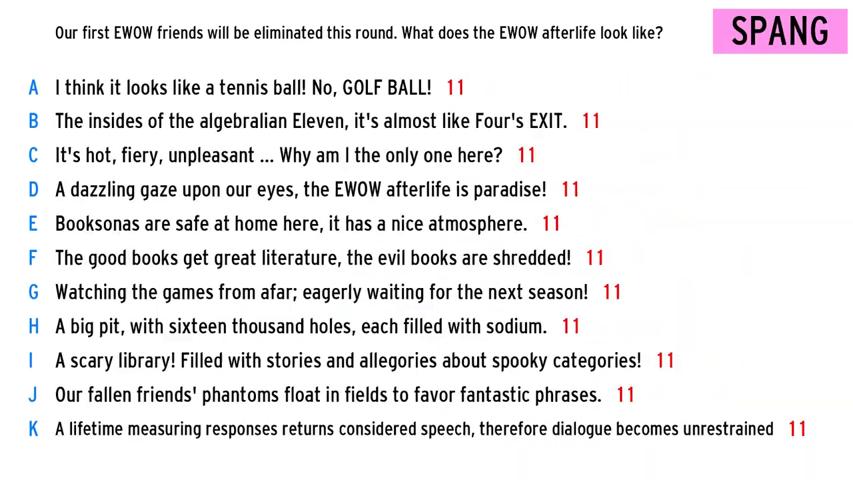 Our first EWOW friends will be eliminated this round. What does the EWOW afterlife look like?
SPANG
A I think it looks like a tennis ball! No, GOLF BALL! 11
B The insides of the algebralian Eleven, it's almost like Four's EXIT. 11
C It's hot, fiery, unpleasant ... Why am I the only one here? 11
D A dazzling gaze upon our eyes, the EWOW afterlife is paradise! 11
E Booksonas are safe at home here, it has a nice atmosphere. 11
F The good books get great literature, the evil books are shredded! 11
G Watching the games from afar; eagerly waiting for the next season! 11
H A big pit, with sixteen thousand holes, each filled with sodium. 11
I A scary library! Filled with stories and allegories about spooky categories! 11
J Our fallen friends' phantoms float in fields to favor fantastic phrases. 11
K A lifetime measuring responses returns considered speech, therefore dialogue becomes unrestrained 11